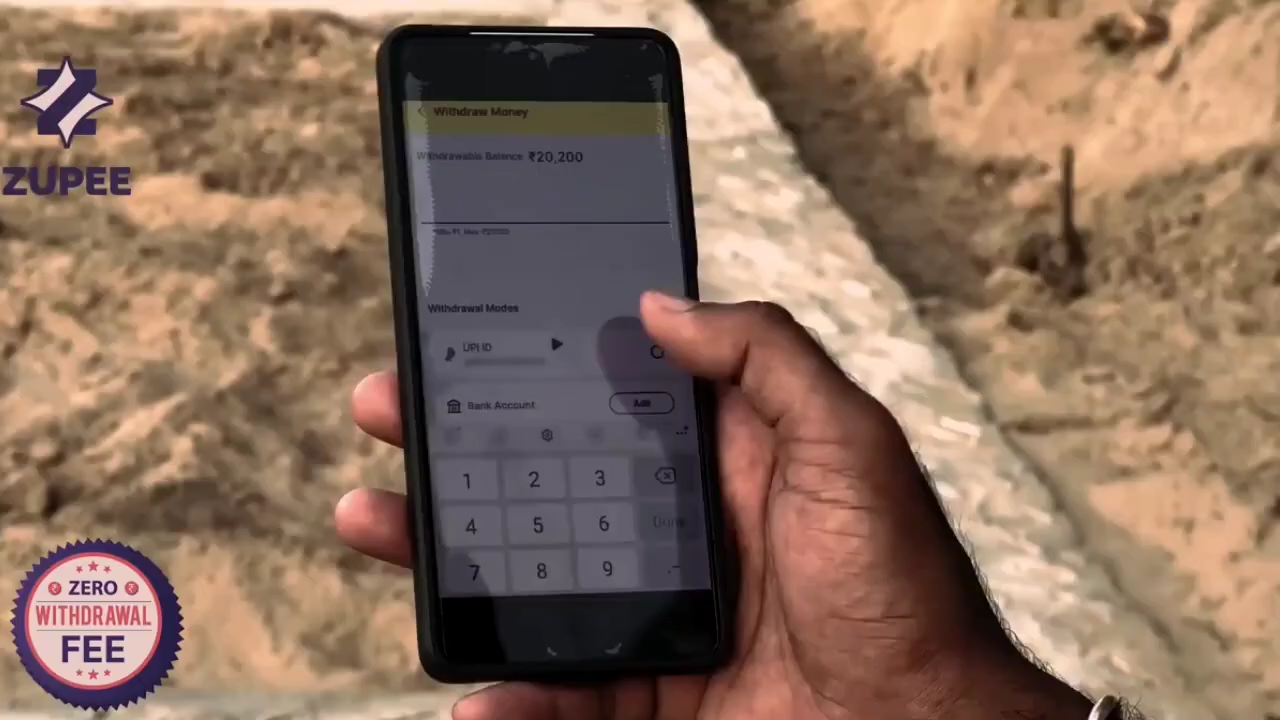 ZUPEE
Withdraw Money
Withdrawable Balance ₹20,200
Withdrawal Modes
UPI ID
Bank Account
Add
1 2 3
4 5 6 Done
7 8 9 .-
ZERO
WITHDRAWAL
FEE